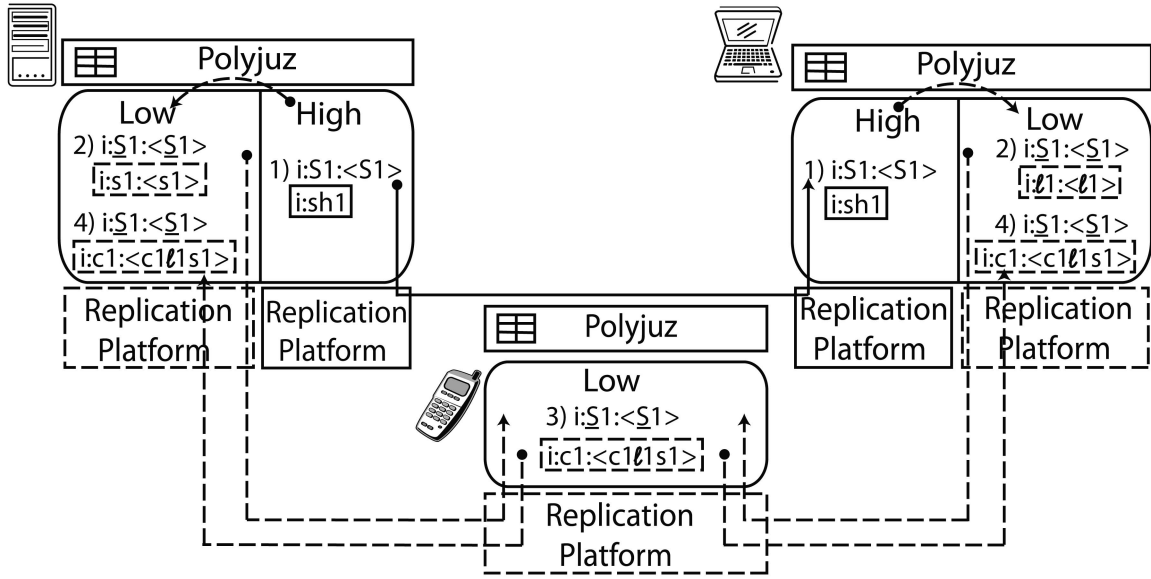 Polyjuz
Low
2) i:S1:<S1>
i:s1:<s1>
4) i:S1:<S1>
i:c1:<c1ℓ1s1>
High
1) i:S1:<S1>
i:sh1
Replication
Platform
Replication
Platform
Polyjuz
High
1) i:S1:<S1>
i:sh1
Low
2) i:S1:<S1>
i:ℓ1:<ℓ1>
4) i:S1:<S1>
i:c1:<c1ℓ1s1>
Replication
Platform
Replication
Platform
Polyjuz
Low
3) i:S1:<S1>
i:c1:<c1ℓ1s1>
Replication
Platform